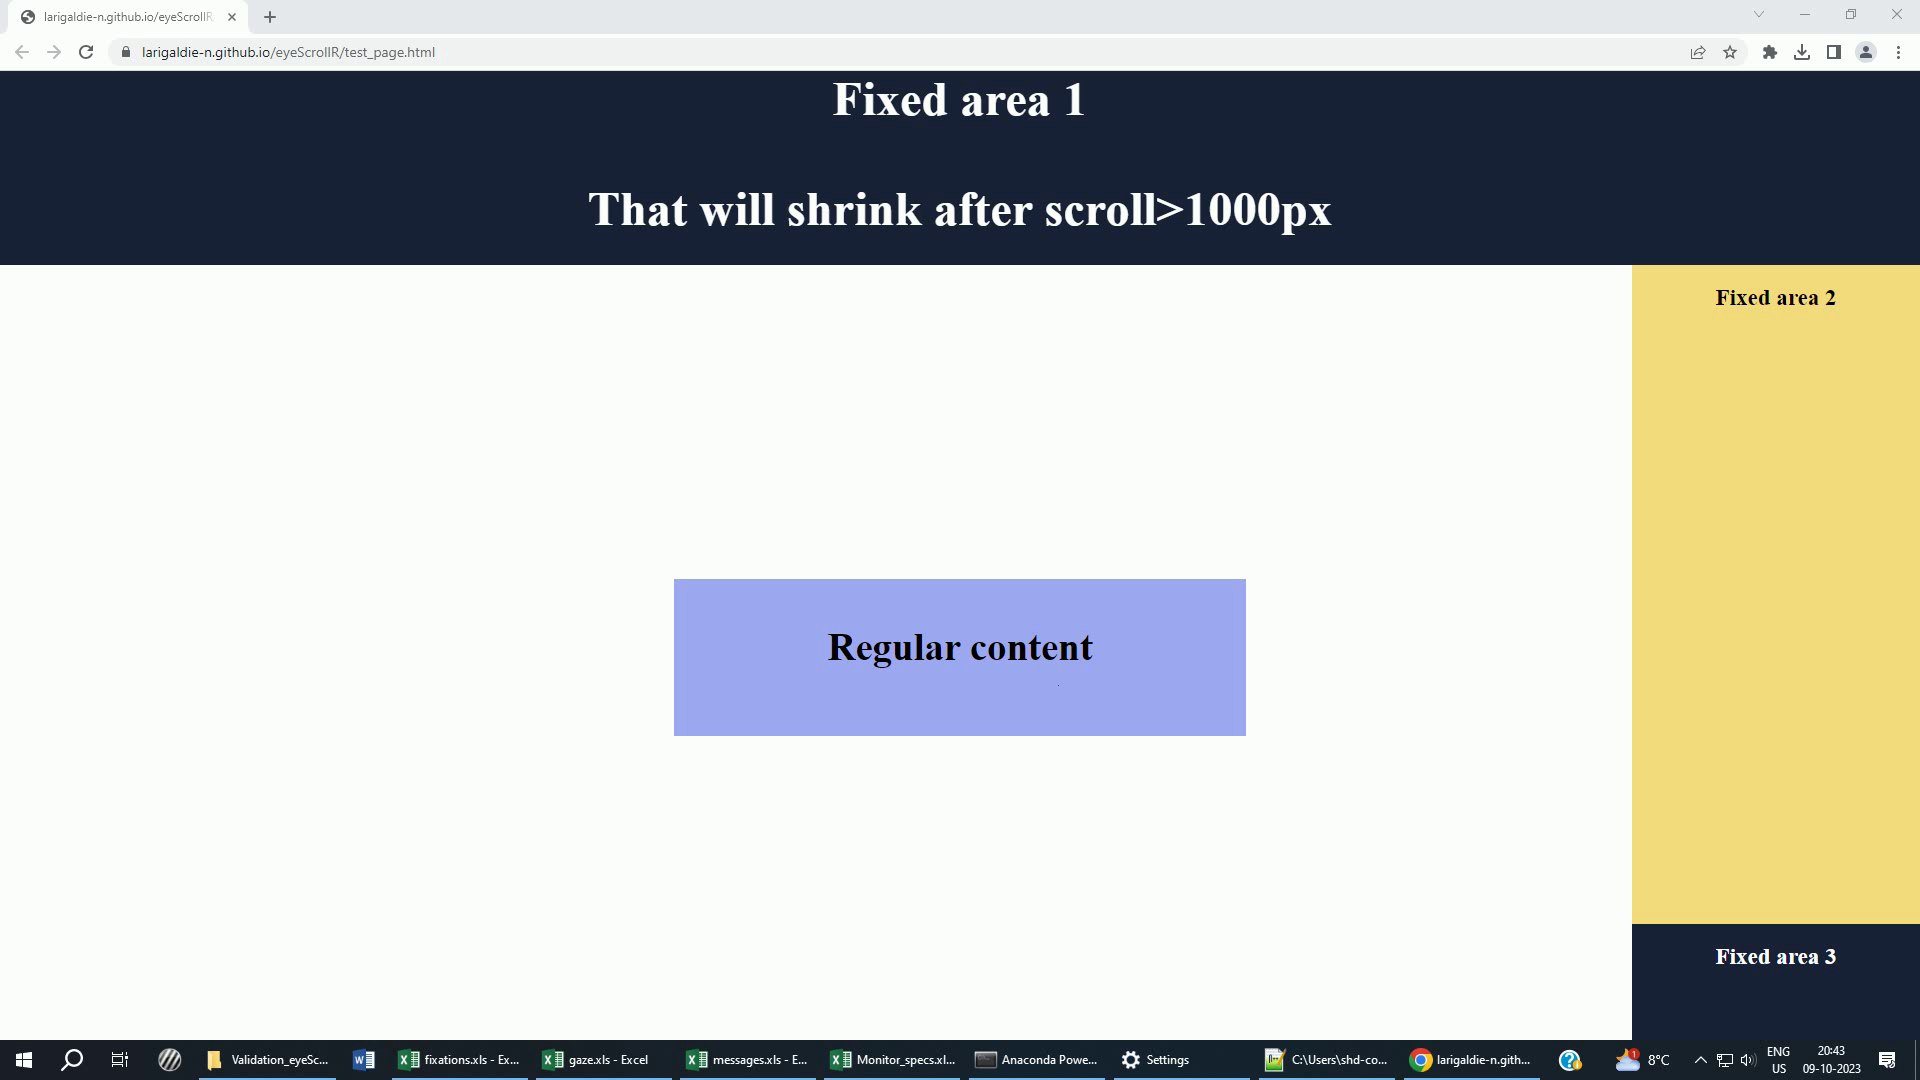 larigaldie-n.github.io/eyeScrollR
larigaldie-n.github.io/eyeScrollR/test_page.html
Fixed area 1
That will shrink after scroll>1000px
Fixed area 2
Regular content
Fixed area 3
Validation_eyeSc...
fixations.xls - Ex...
gaze.xls - Excel
messages.xls - E...
Monitor_specs.xl...
Anaconda Powe...
Settings
C:\Users\shd-co...
larigaldie-n.gith...
1
8°C
ENG
US
20:43
09-10-2023